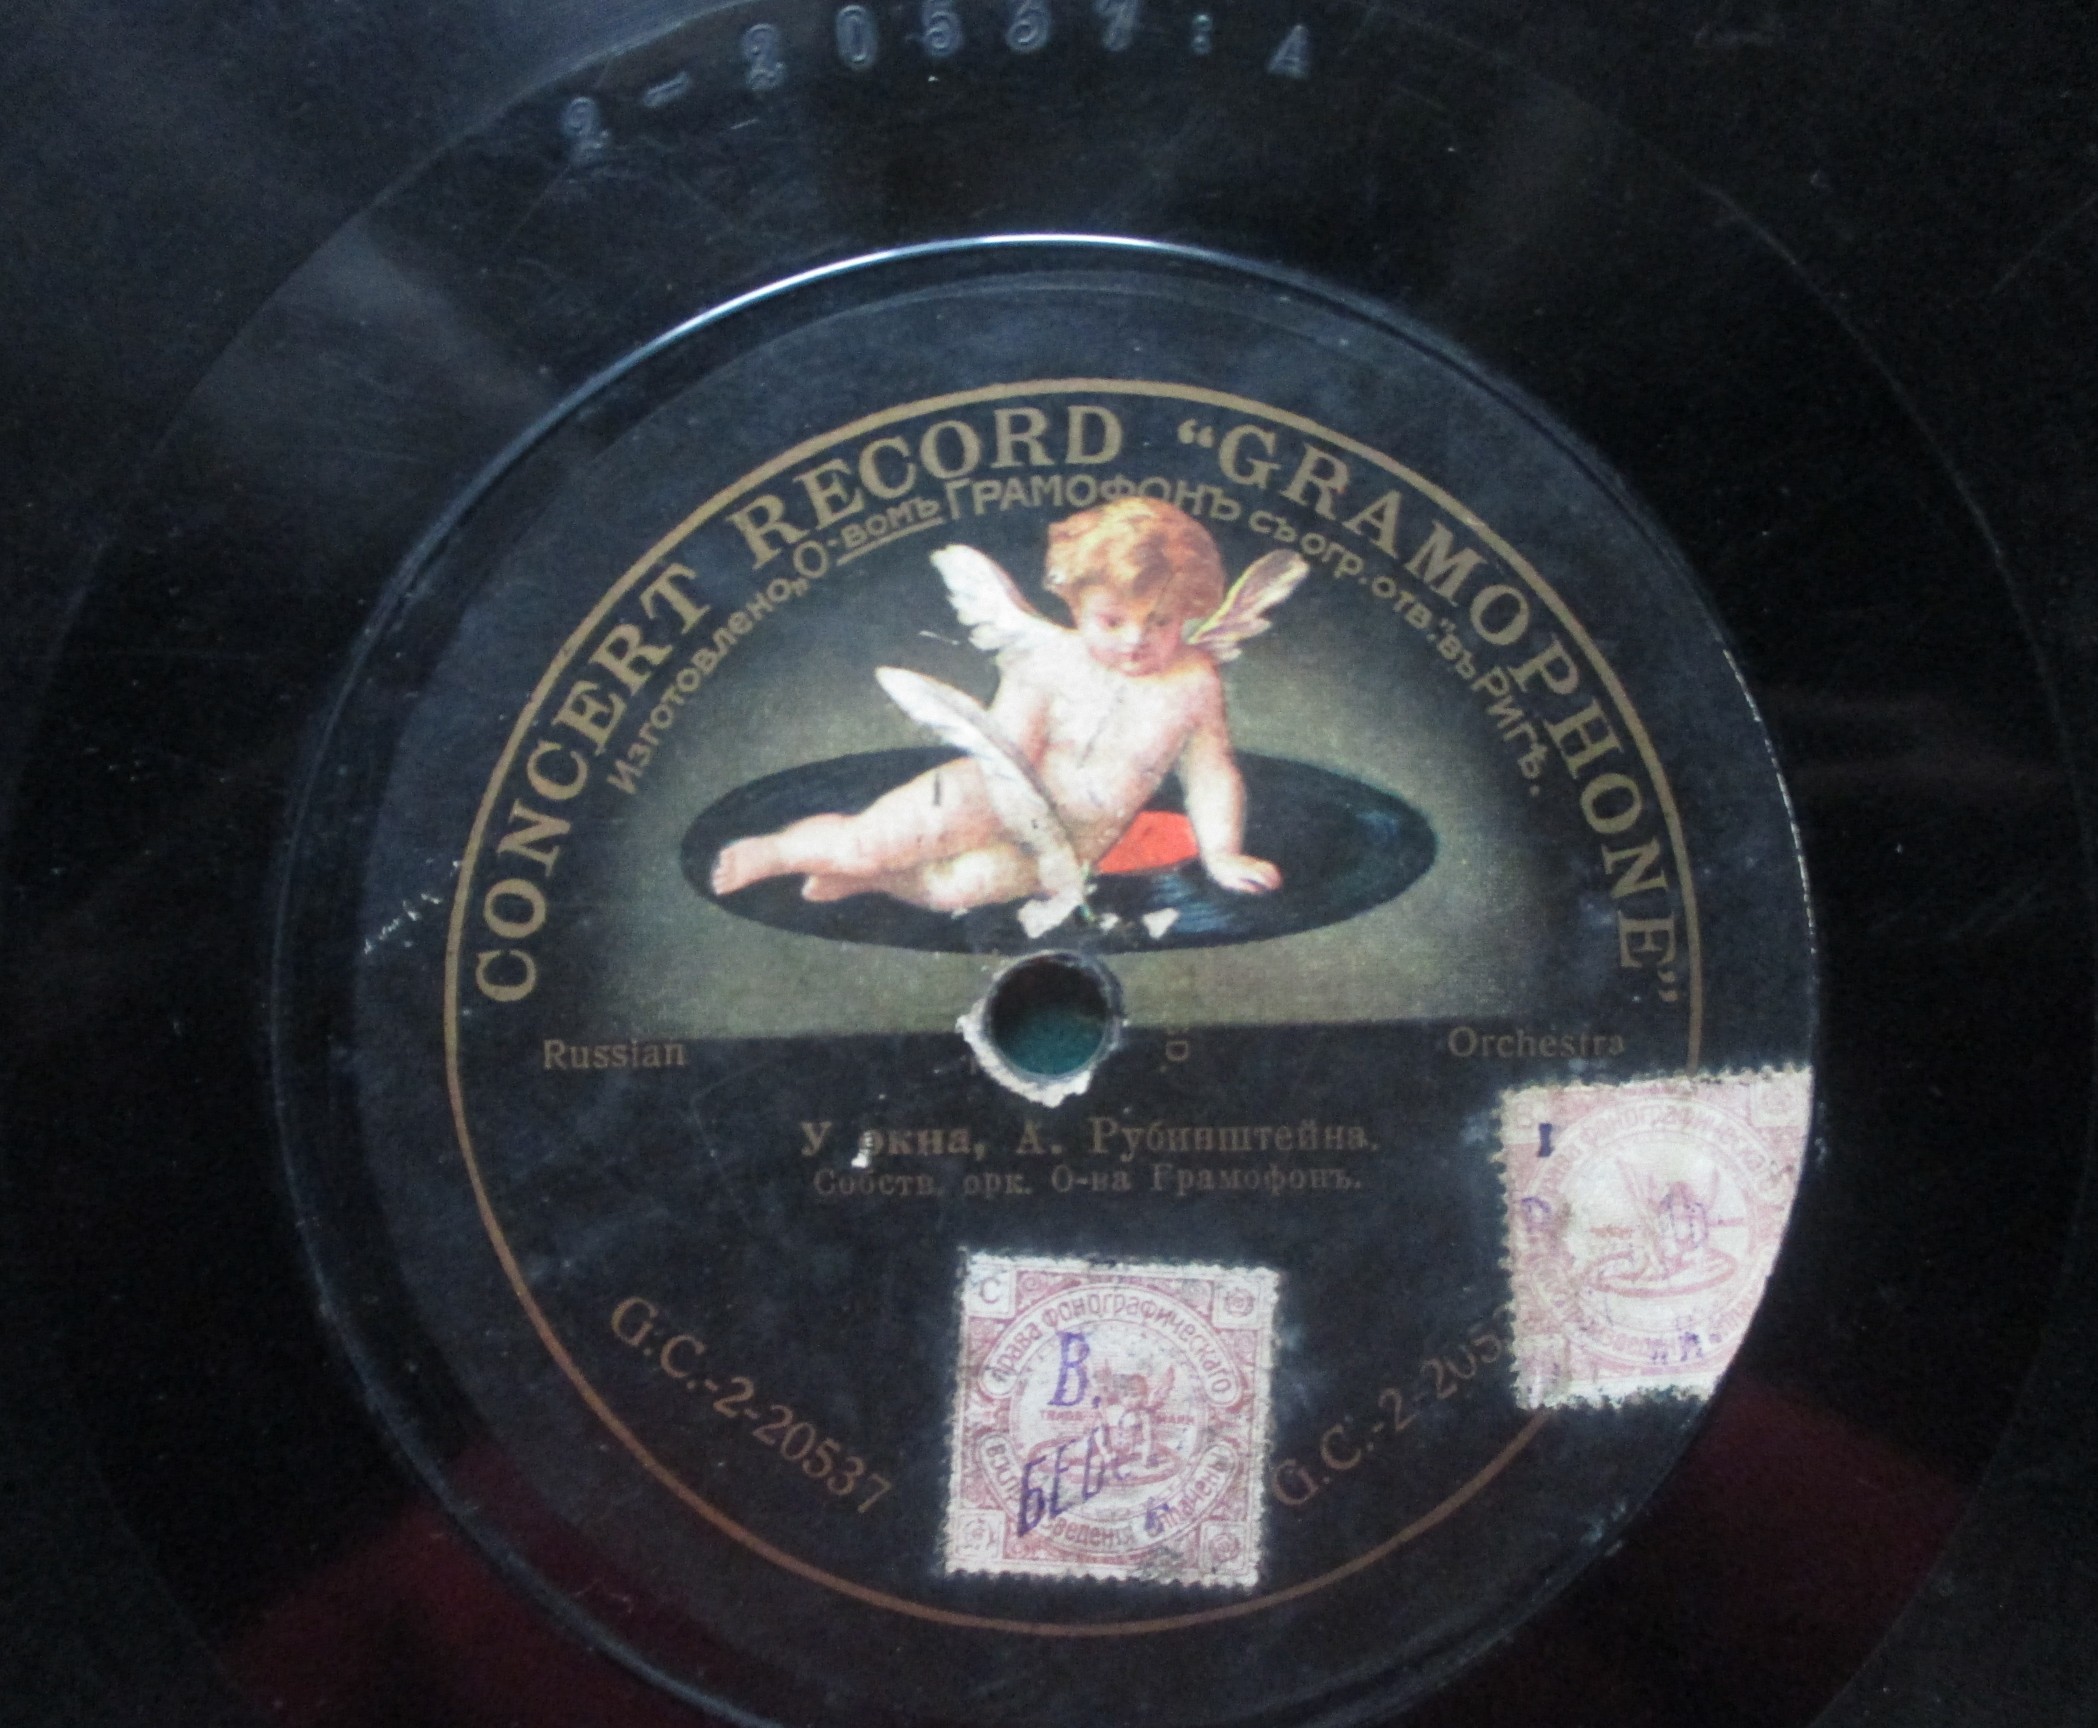 2-20537:A
CONCERT RECORD “GRAMOPHONE”
Изготовлено „О-вомъ ГРАМОФОНЪ съ огр. отв.“ въ Ригѣ.
Russian
Orchestra
У окна, А. Рубинштейна.
Собств. орк. О-ва Грамофонъ.
G.C.-2-20537
G.C.-2-205
С
права фонографическаго
В.